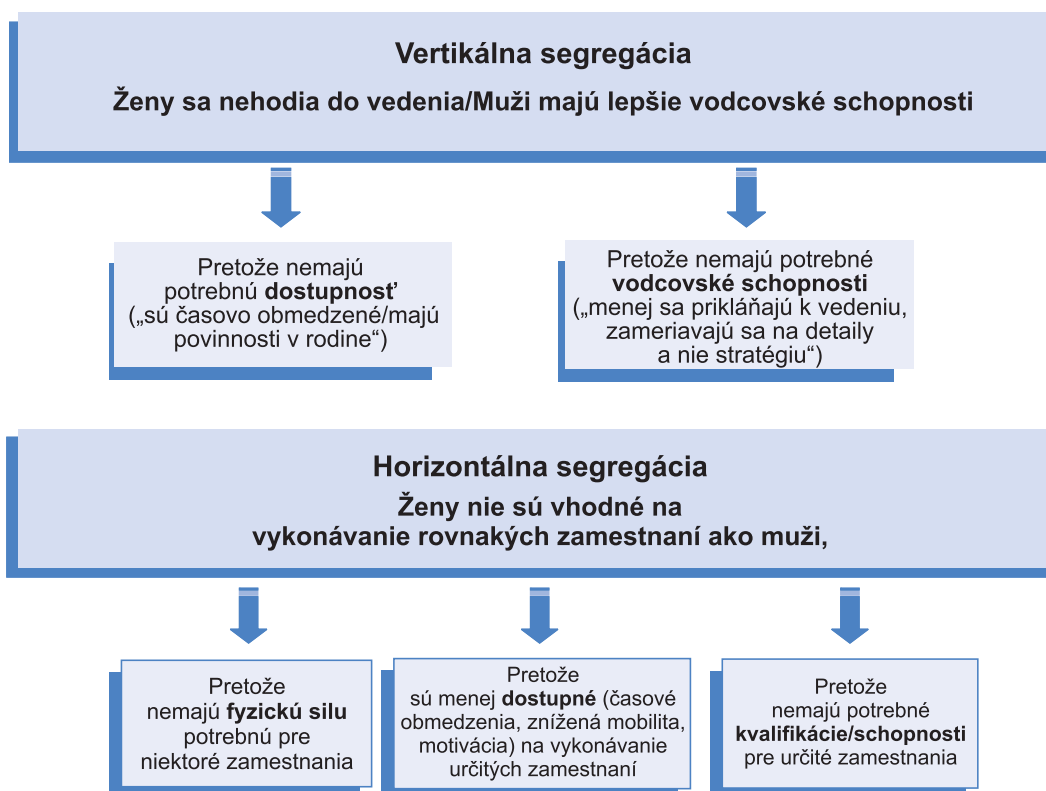 Vertikálna segregácia
Ženy sa nehodia do vedenia/Muži majú lepšie vodcovské schopnosti
Pretože nemajú
potrebnú dostupnosť
(„sú časovo obmedzené/majú
povinnosti v rodine“)
Pretože nemajú potrebné
vodcovské schopnosti
(„menej sa prikláňajú k vedeniu,
zameriavajú sa na detaily
a nie stratégiu“)
Horizontálna segregácia
Ženy nie sú vhodné na
vykonávanie rovnakých zamestnaní ako muži,
Pretože
nemajú fyzickú silu
potrebnú pre
niektoré zamestnania
Pretože
sú menej dostupné (časové
obmedzenia, znížená mobilita,
motivácia) na vykonávanie
určitých zamestnaní
Pretože
nemajú potrebné
kvalifikácie/schopnosti
pre určité zamestnania